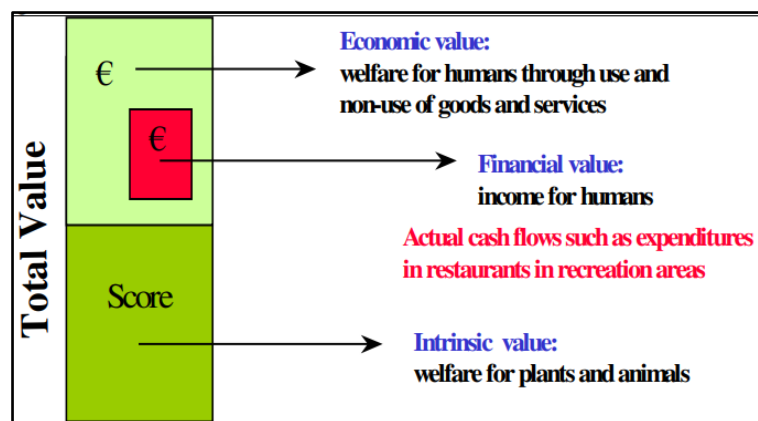 Total Value
€
€
Score
Economic value:
welfare for humans through use and
non-use of goods and services
Financial value:
income for humans
Actual cash flows such as expenditures
in restaurants in recreation areas
Intrinsic value:
welfare for plants and animals